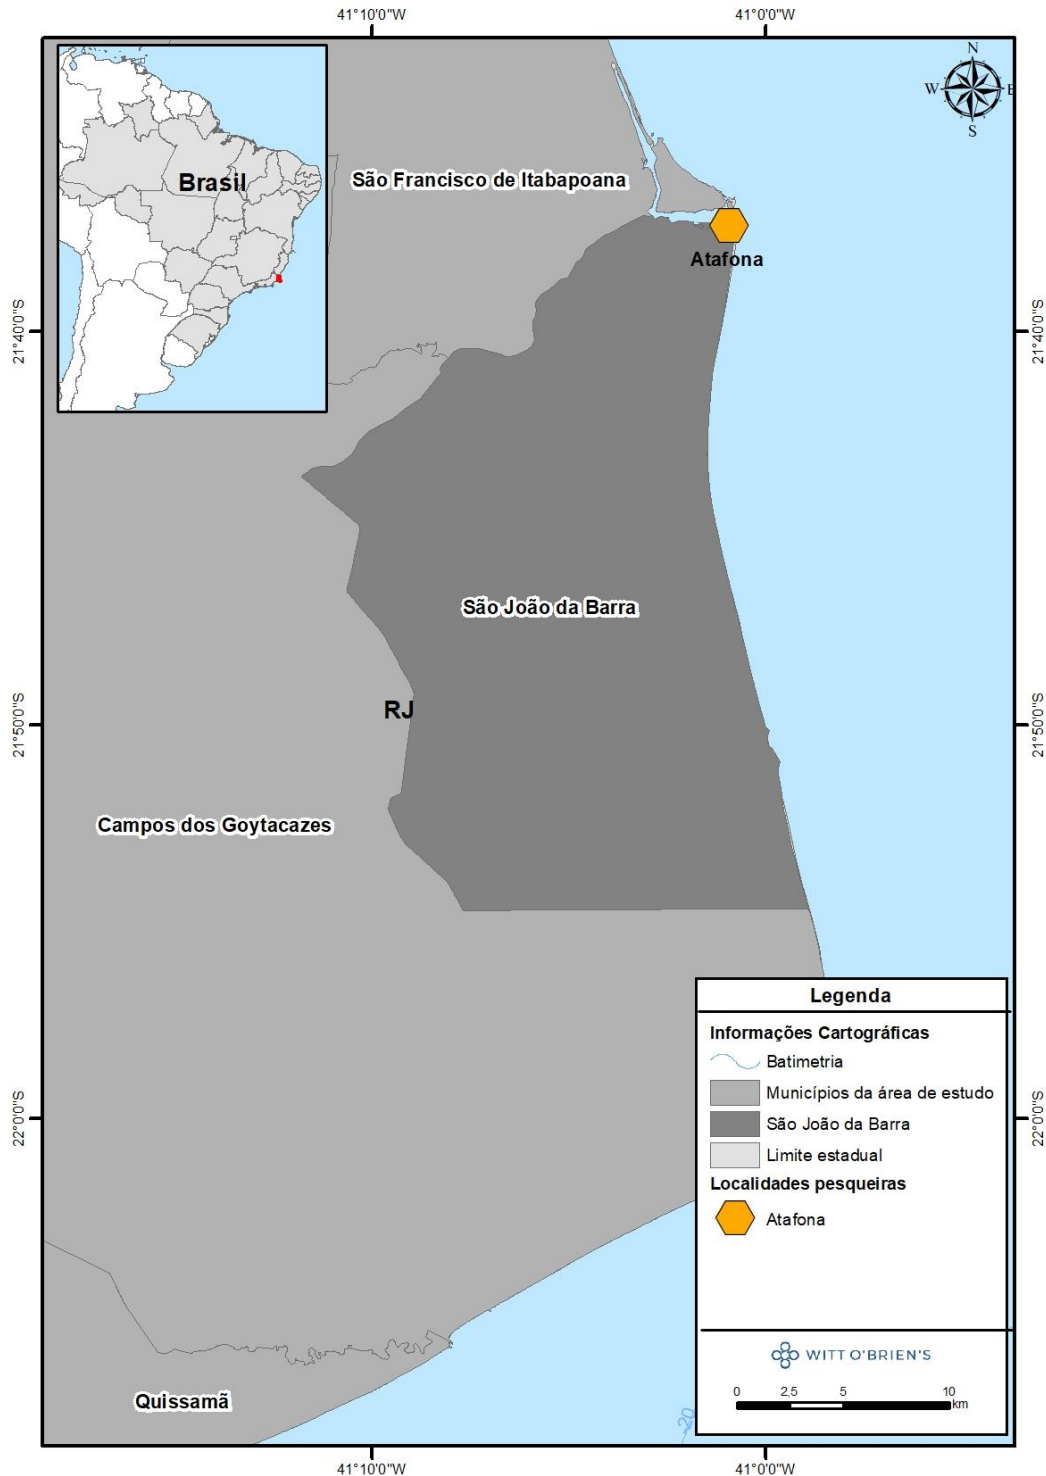 41°10'0"W 41°0'0"W
N
W E
S
Brasil
São Francisco de Itabapoana
Atafona
21°40'0"S 21°40'0"S
São João da Barra
RJ
21°50'0"S 21°50'0"S
Campos dos Goytacazes
Legenda
Informações Cartográficas
Batimetria
Municípios da área de estudo
São João da Barra
Limite estadual
Localidades pesqueiras
Atafona
22°0'0"S 22°0'0"S
WITT O'BRIEN'S
0 2,5 5 10
km
Quissamã
-20
41°10'0"W 41°0'0"W